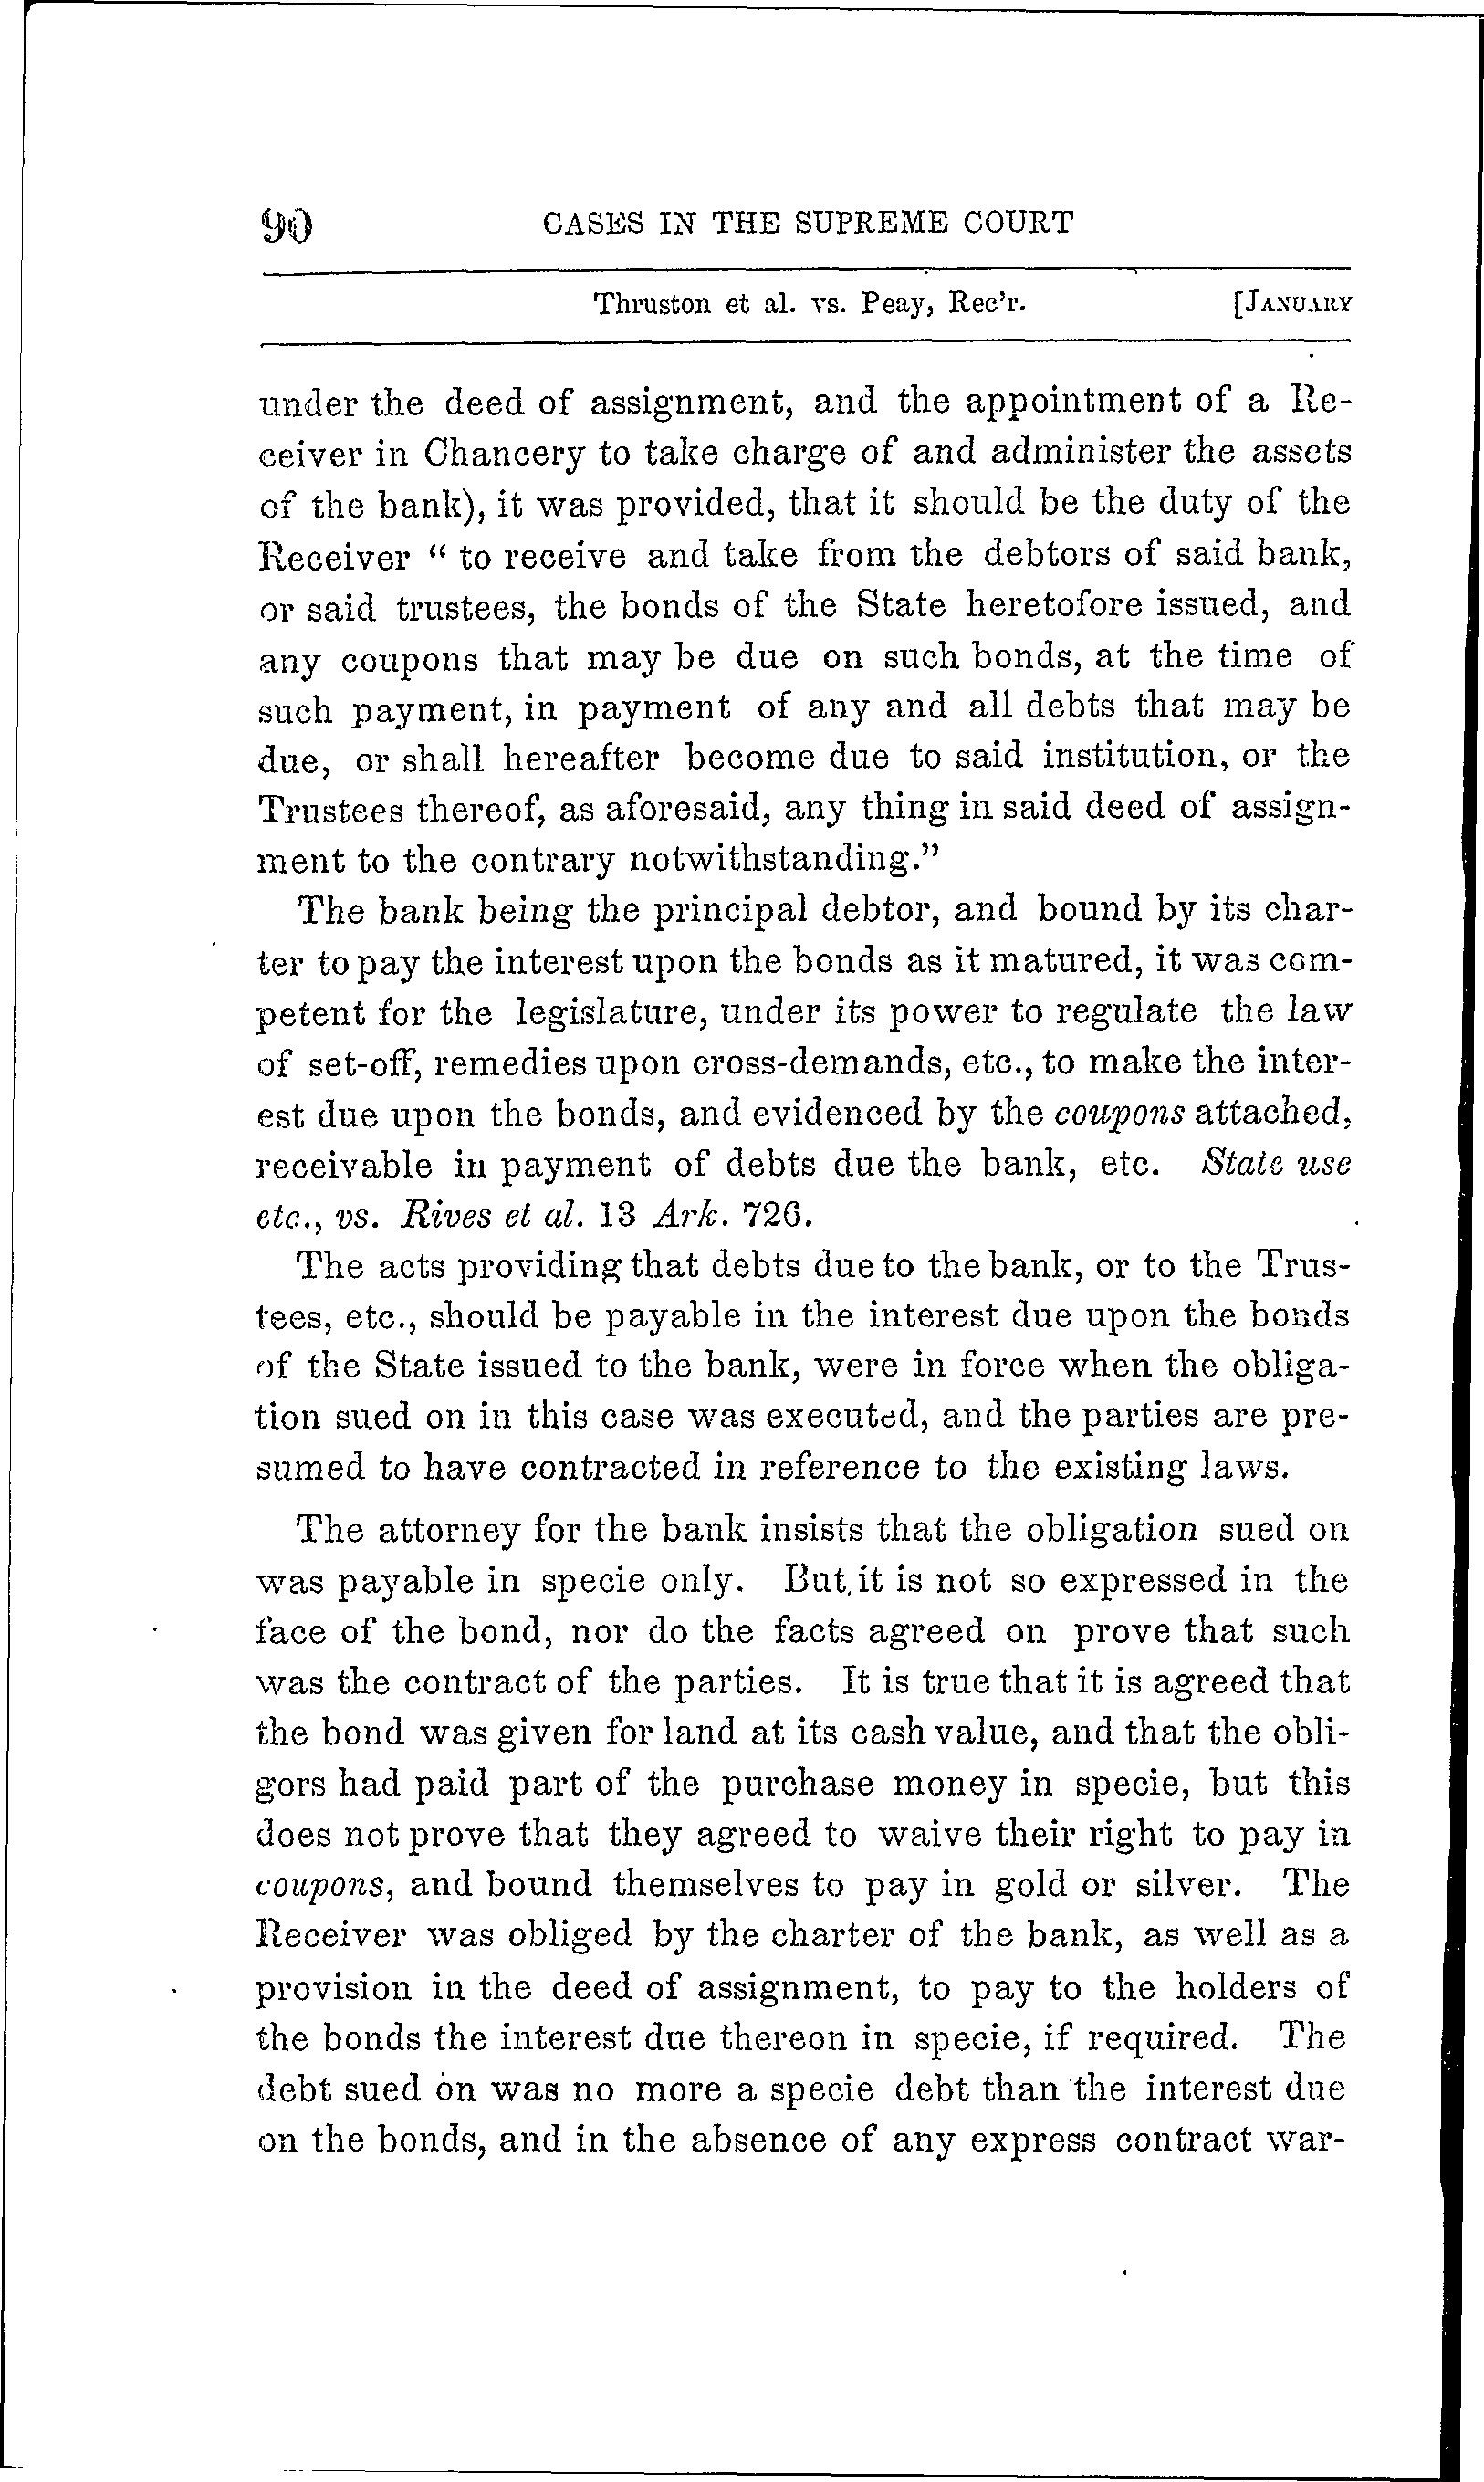 90 CASES IN THE SUPREME COURT
Thruston et al. vs. Peay, Rec'r. [JANUARY
under the deed of assignment, and the appointment of a Re-
ceiver in Chancery to take charge of and administer the assets
of the bank), it was provided, that it should be the duty of the
Receiver " to receive and take from the debtors of said bank,
or said trustees, the bonds of the State heretofore issued, and
any coupons that may be due on such bonds, at the time of
such payment, in payment of any and all debts that may be
due, or shall hereafter become due to said institution, or the
Trustees thereof, as aforesaid, any thing in said deed of assign-
ment to the contrary notwithstanding."
The bank being the principal debtor, and bound by its char-
ter to pay the interest upon the bonds as it matured, it was com-
petent for the legislature, under its power to regulate the law
of set-off, remedies upon cross-demands, etc., to make the inter-
est due upon the bonds, and evidenced by the coupons attached,
receivable in payment of debts due the bank, etc. State use
etc., vs. Rives et al. 13 Ark. 726.
The acts providing that debts due to the bank, or to the Trus-
tees, etc., should be payable in the interest due upon the bonds
of the State issued to the bank, were in force when the obliga-
tion sued on in this case was executed, and the parties are pre-
sumed to have contracted in reference to the existing laws.
The attorney for the bank insists that the obligation sued on
was payable in specie only. But it is not so expressed in the
face of the bond, nor do the facts agreed on prove that such
was the contract of the parties. It is true that it is agreed that
the bond was given for land at its cash value, and that the obli-
gors had paid part of the purchase money in specie, but this
does not prove that they agreed to waive their right to pay in
coupons, and bound themselves to pay in gold or silver. The
Receiver was obliged by the charter of the bank, as well as a
provision in the deed of assignment, to pay to the holders of
the bonds the interest due thereon in specie, if required. The
debt sued on was no more a specie debt than the interest due
on the bonds, and in the absence of any express contract war-